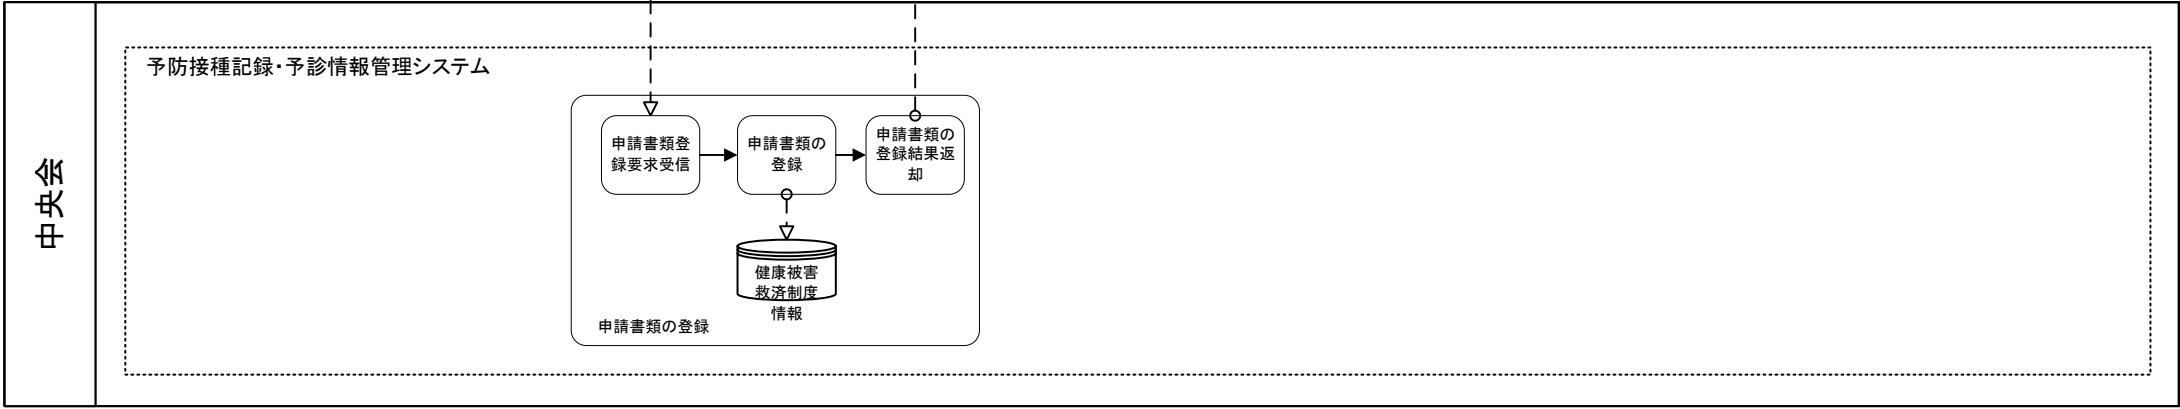 中央会
予防接種記録・予診情報管理システム
申請書類登
録要求受信
申請書類の
登録
申請書類の
登録結果返
却
健康被害
救済制度
情報
申請書類の登録